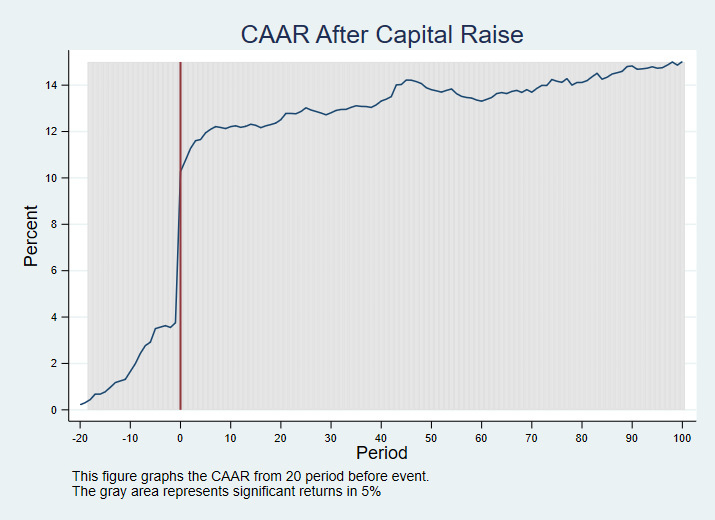 CAAR After Capital Raise
Percent
14
12
10
8
6
4
2
0
-20 -10 0 10 20 30 40 50 60 70 80 90 100
Period
This figure graphs the CAAR from 20 period before event.
The gray area represents significant returns in 5%